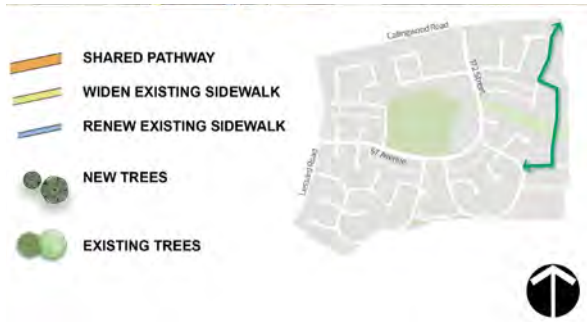 SHARED PATHWAY
WIDEN EXISTING SIDEWALK
RENEW EXISTING SIDEWALK
NEW TREES
EXISTING TREES
Callingwood Road
172 Street
67 Avenue
Lessard Road